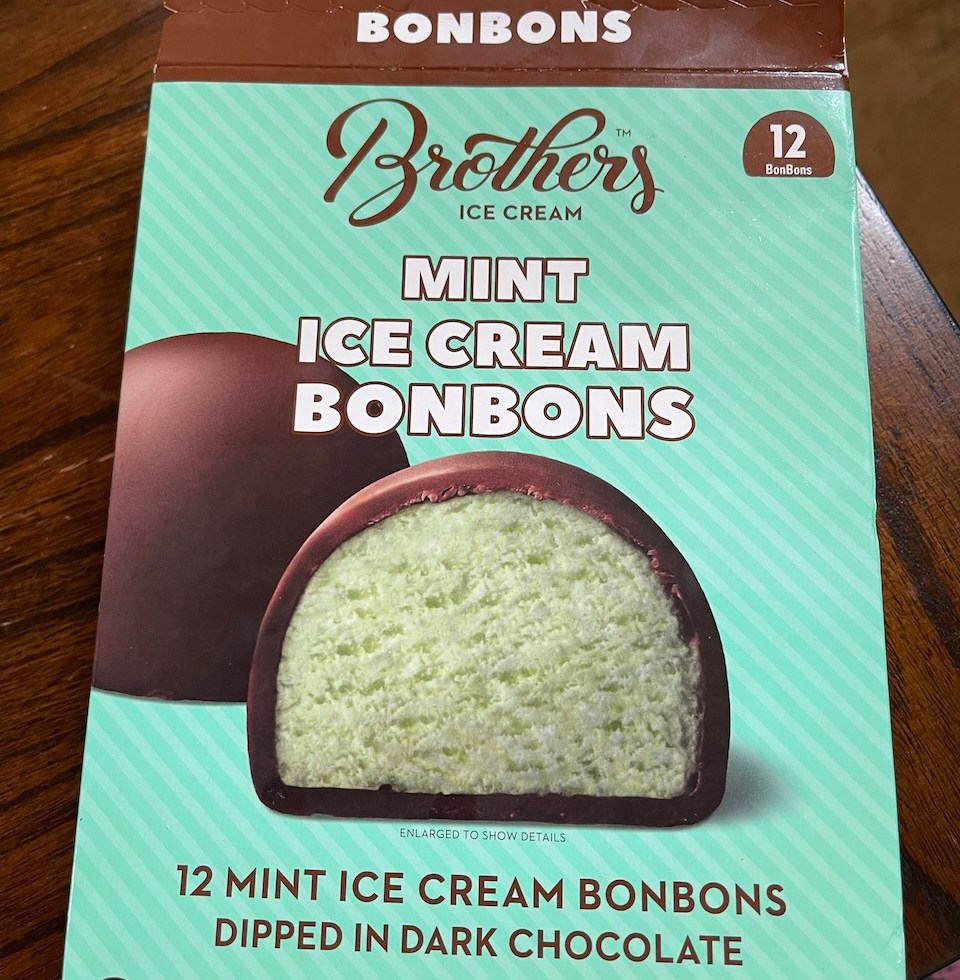 BONBONS
Brothers™
ICE CREAM
12
BonBons
MINT
ICE CREAM
BONBONS
ENLARGED TO SHOW DETAILS
12 MINT ICE CREAM BONBONS
DIPPED IN DARK CHOCOLATE